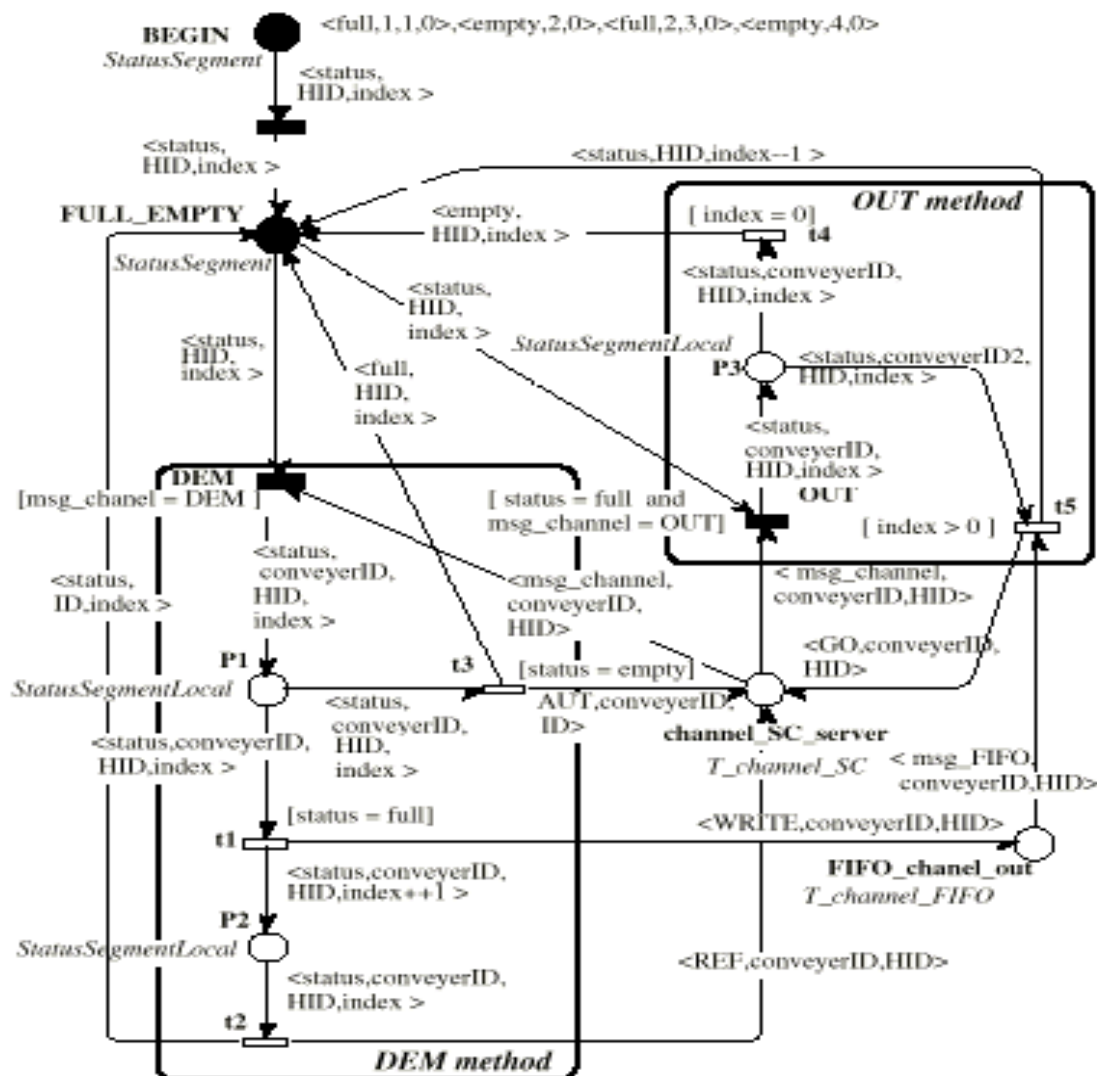 BEGIN
<full,1,1,0>,<empty,2,0>,<full,2,3,0>,<empty,4,0>
StatusSegment
<status,
HID,index >
<status,
HID,index >
<status,HID,index--1 >
FULL_EMPTY
<empty,
HID,index >
[ index = 0]
OUT method
t4
StatusSegment
<status,conveyerID,
HID,index >
<status,
HID,
index >
<status,
HID,
index >
StatusSegmentLocal
P3
<status,conveyerID2,
HID,index >
<full,
HID,
index >
<status,
conveyerID,
HID,index >
DEM
[msg_chanel = DEM ]
[ status = full and
msg_channel = OUT]
OUT
[ index > 0 ]
t5
<status,
conveyerID,
HID,
index >
<status,
ID,index >
<msg_channel,
conveyerID,
HID>
< msg_channel,
conveyerID,HID>
<GO,conveyerID,
HID>
P1
StatusSegmentLocal
t3
[status = empty]
AUT,conveyerID,
ID>
<status,
conveyerID,
HID,
index >
channel_SC_server
T_channel_SC
<status,conveyerID,
HID,index >
< msg_FIFO,
conveyerID,HID>
[status = full]
t1
<WRITE,conveyerID,HID>
FIFO_chanel_out
T_channel_FIFO
<status,conveyerID,
HID,index++1 >
P2
StatusSegmentLocal
<REF,conveyerID,HID>
<status,conveyerID,
HID,index >
t2
DEM method